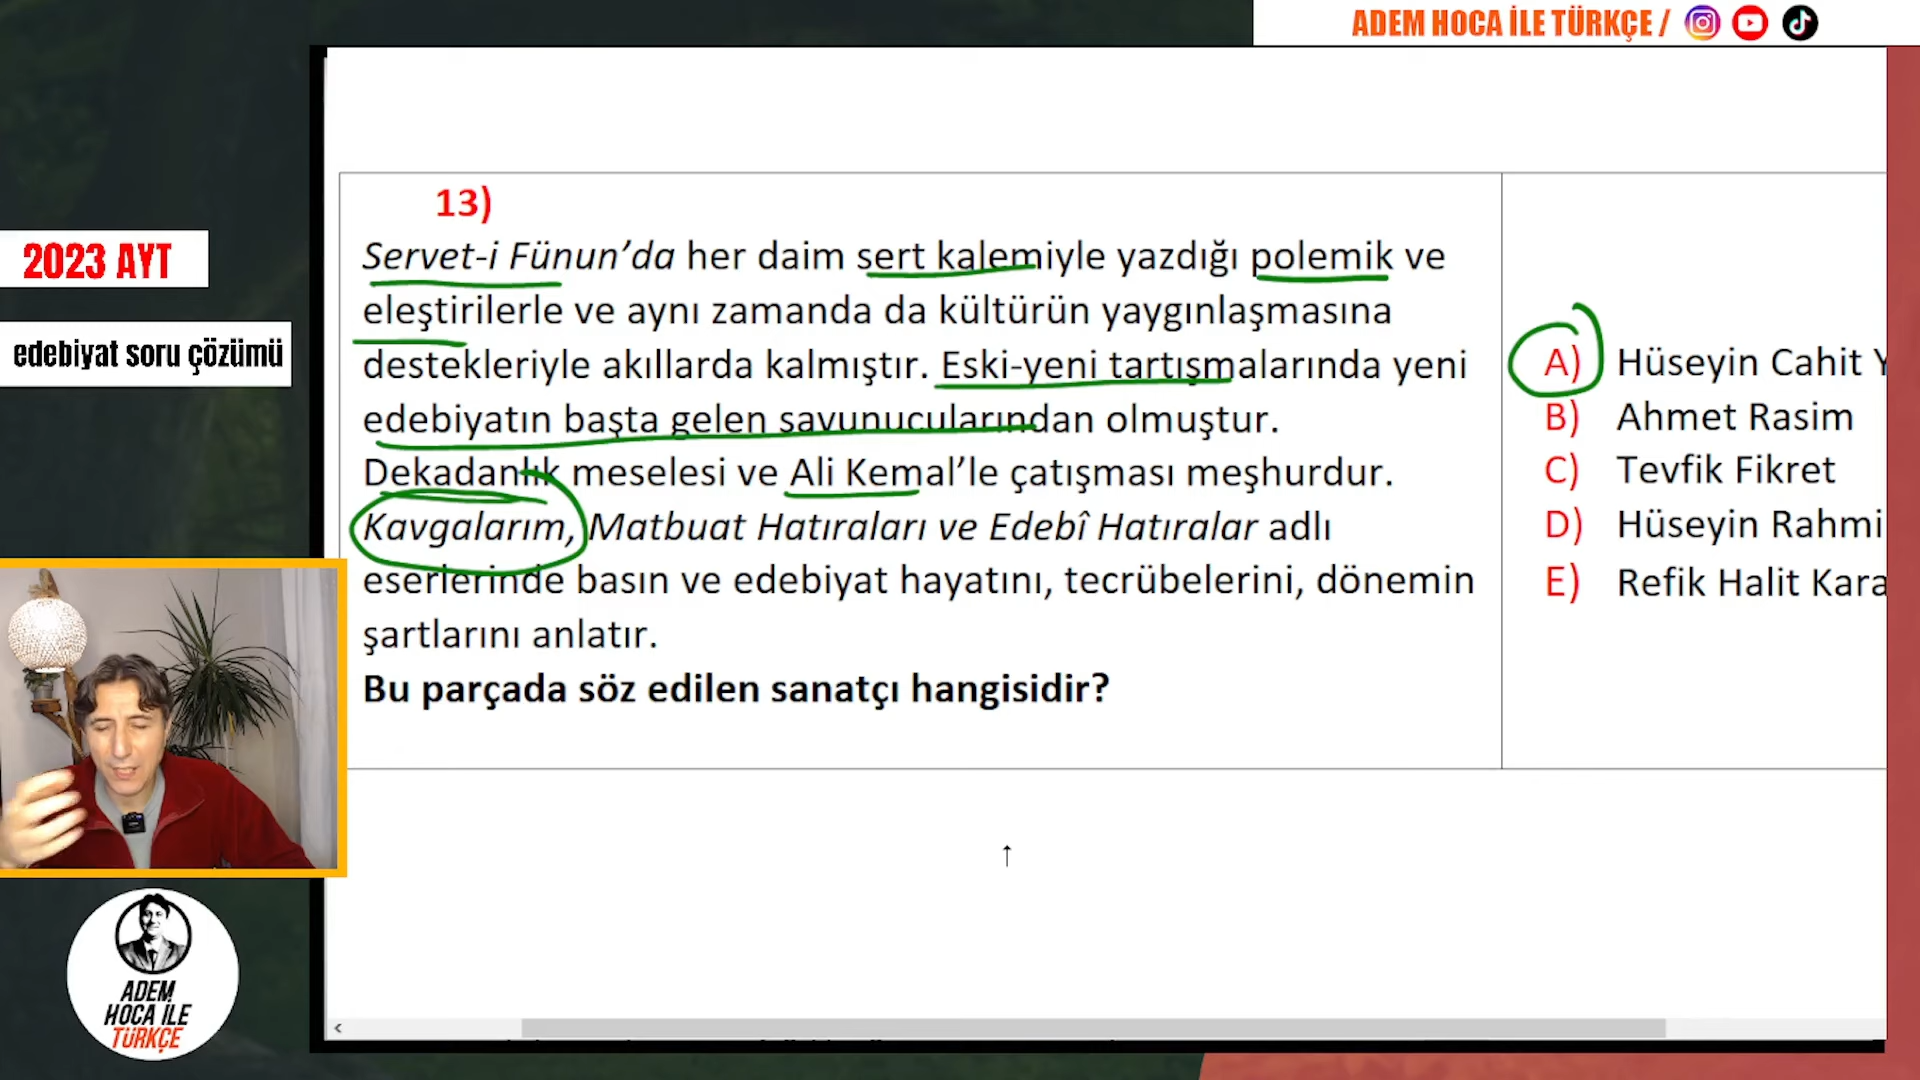 ADEM HOCA İLE TÜRKÇE /
2023 AYT
edebiyat soru çözümü
13)
Servet-i Fünun’da her daim sert kalemiyle yazdığı polemik ve
eleştirilerle ve aynı zamanda da kültürün yaygınlaşmasına
destekleriyle akıllarda kalmıştır. Eski-yeni tartışmalarında yeni
edebiyatın başta gelen savunucularından olmuştur.
Dekadanlık meselesi ve Ali Kemal’le çatışması meşhurdur.
Kavgalarım, Matbuat Hatıraları ve Edebî Hatıralar adlı
eserlerinde basın ve edebiyat hayatını, tecrübelerini, dönemin
şartlarını anlatır.
Bu parçada söz edilen sanatçı hangisidir?
A) Hüseyin Cahit Y
B) Ahmet Rasim
C) Tevfik Fikret
D) Hüseyin Rahmi
E) Refik Halit Kara
ADEM
HOCA İLE
TÜRKÇE